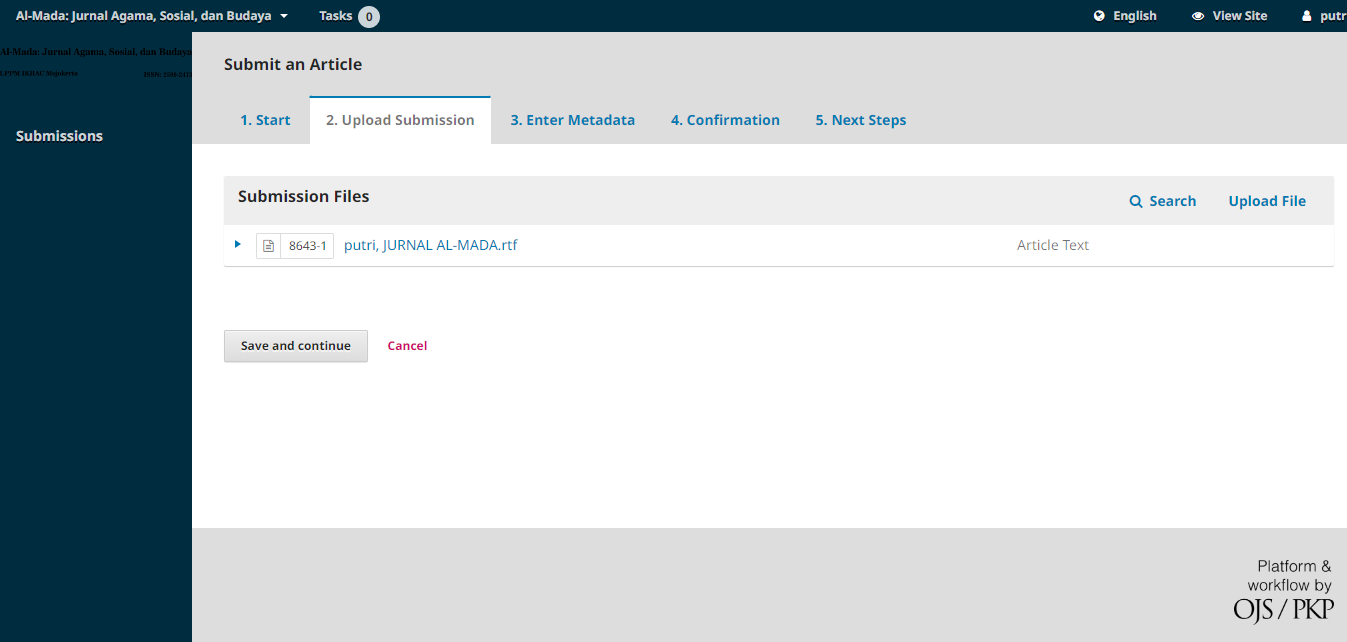 Al-Mada: Jurnal Agama, Sosial, dan Budaya Tasks 0 English View Site putr
Al-Mada: Jurnal Agama, Sosial, dan Budaya
LPPM IKHAC Mojokerto
Submit an Article
1. Start 2. Upload Submission 3. Enter Metadata 4. Confirmation 5. Next Steps
Submissions
Submission Files Search Upload File
8643-1 putri, JURNAL AL-MADA.rtf Article Text
Save and continue Cancel
Platform &
workflow by
OJS / PKP